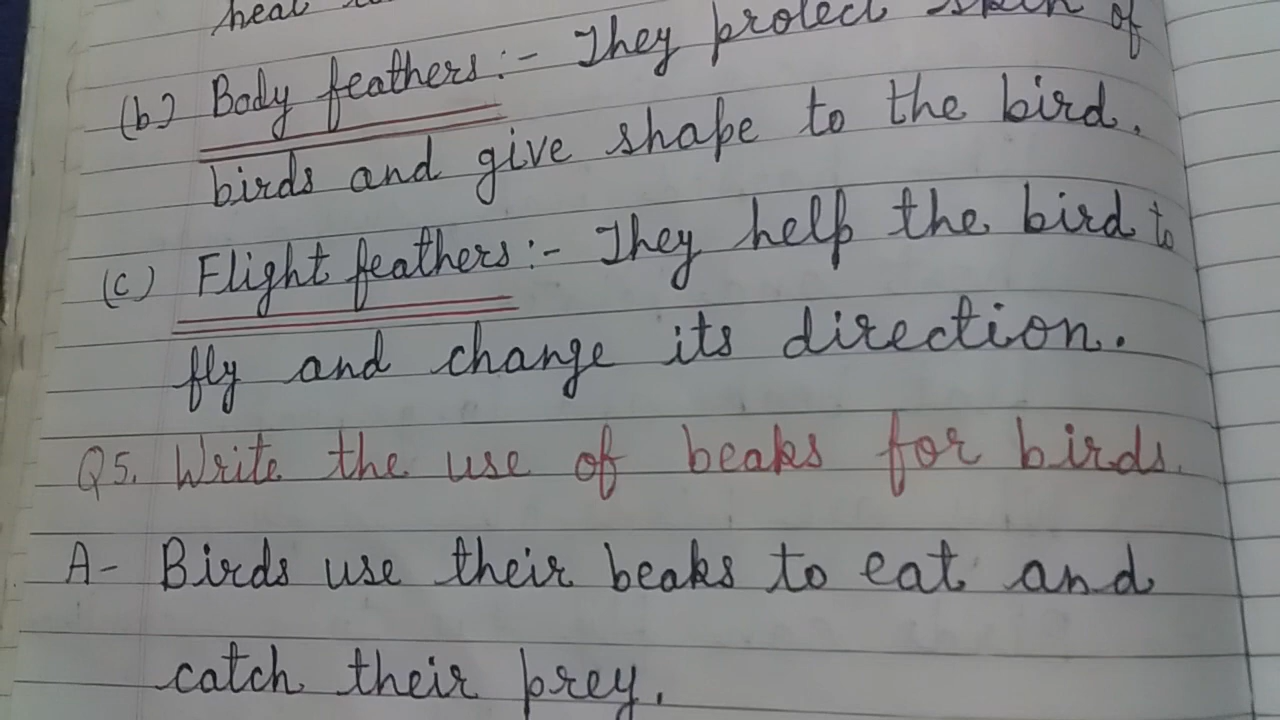 heat
(b) Body feathers:- They protect skin of
birds and give shape to the bird.
(c) Flight feathers:- They help the bird to
fly and change its direction.
Q5. Write the use of beaks for birds.
A- Birds use their beaks to eat and
catch their prey.